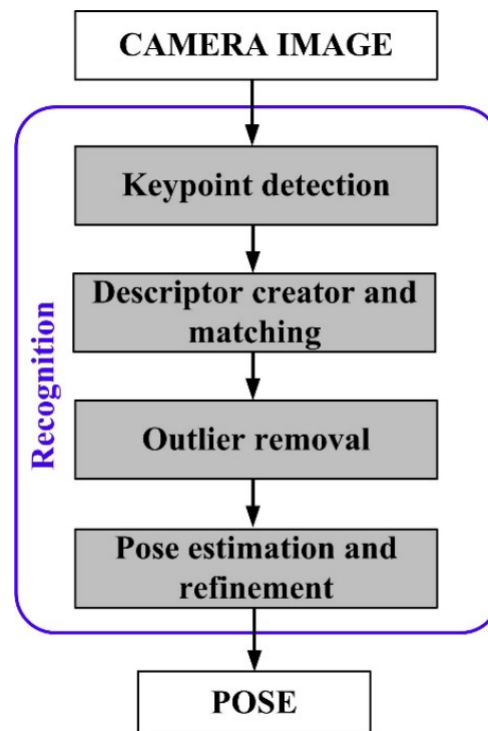 CAMERA IMAGE
Keypoint detection
Descriptor creator and
matching
Outlier removal
Pose estimation and
refinement
POSE
Recognition